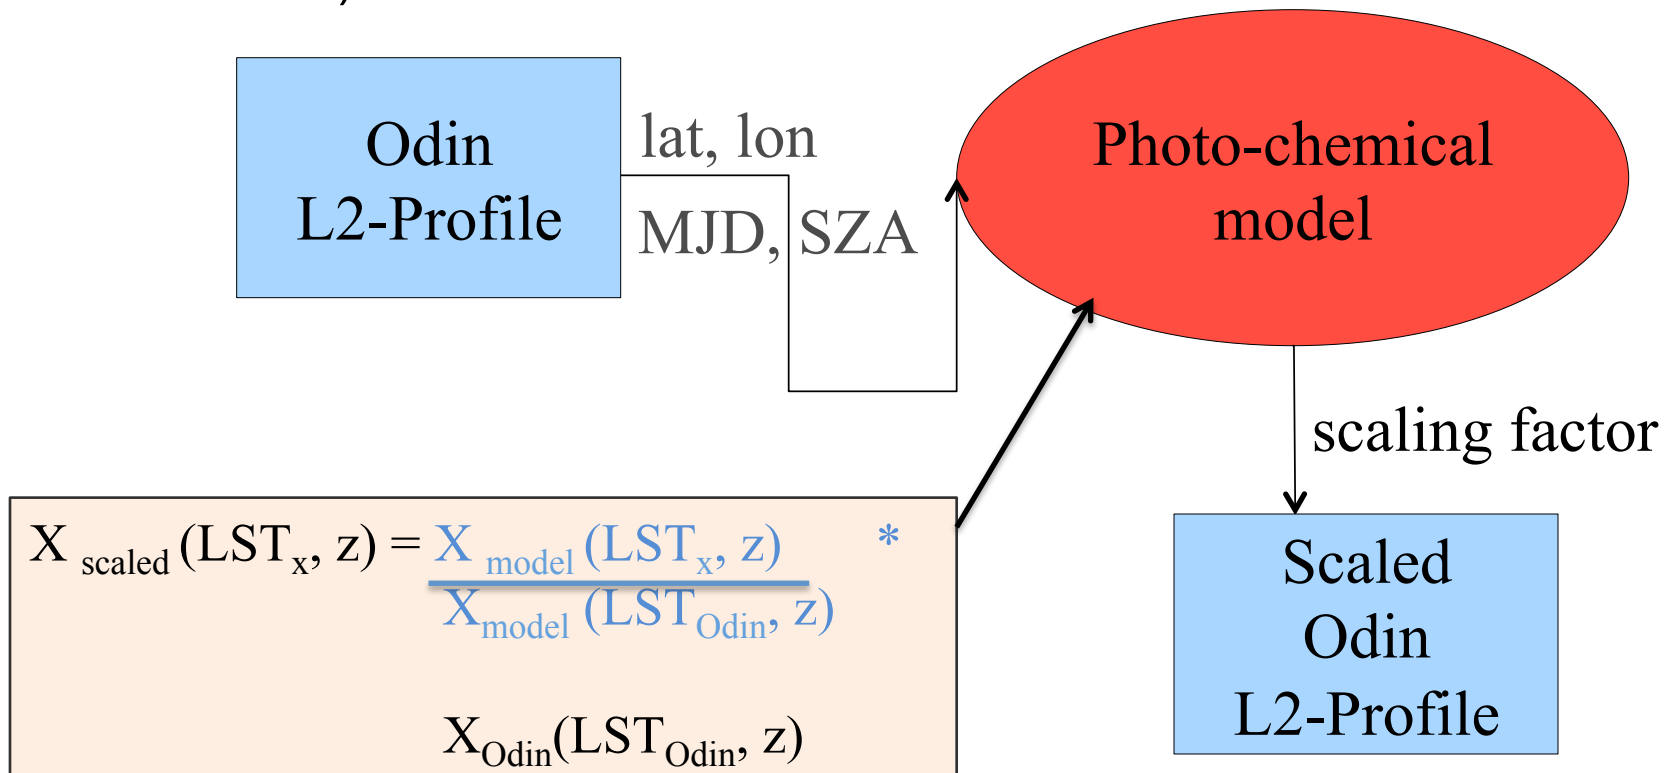 Odin
L2-Profile
lat, lon
MJD, SZA
Photo-chemical
model
scaling factor
X scaled (LSTx, z) = X model (LSTx, z) *
Xmodel (LSTOdin, z)
XOdin(LSTOdin, z)
Scaled
Odin
L2-Profile